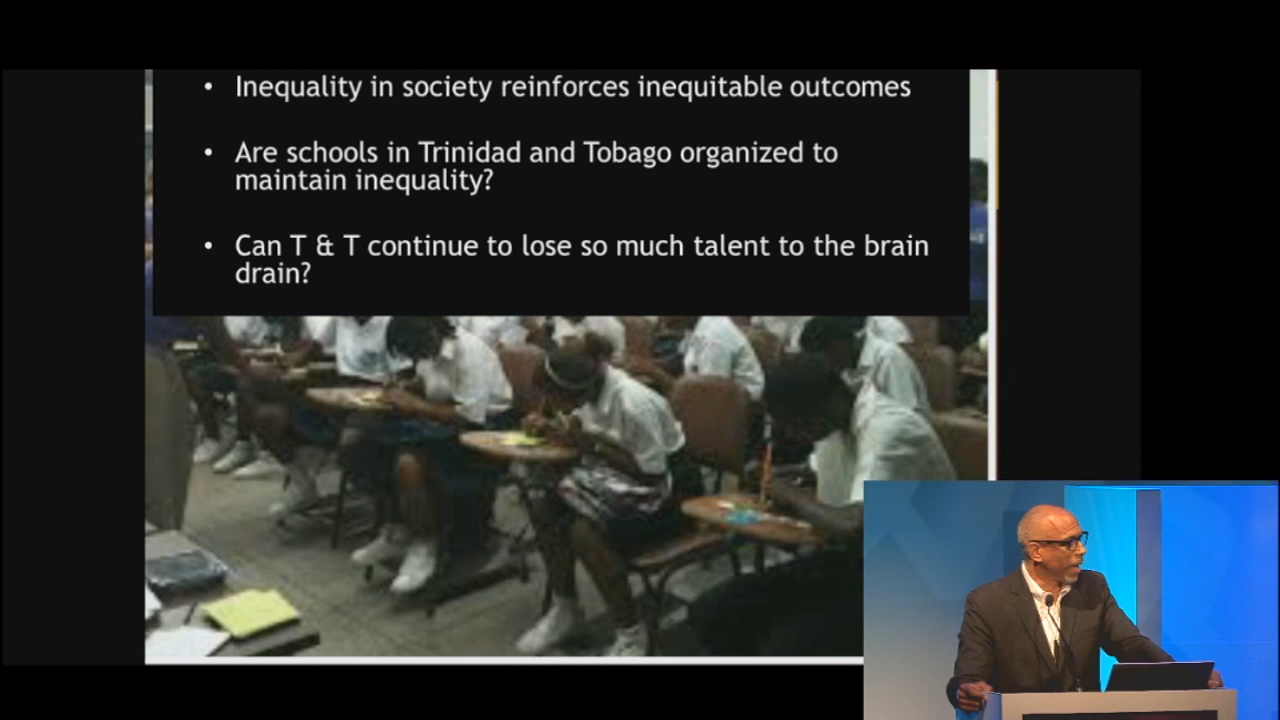 • Inequality in society reinforces inequitable outcomes
• Are schools in Trinidad and Tobago organized to
maintain inequality?
• Can T & T continue to lose so much talent to the brain
drain?